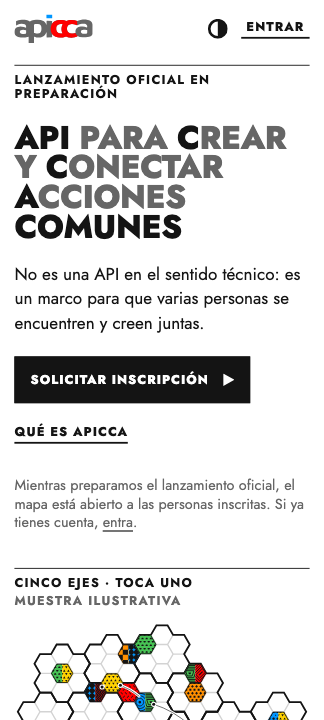 apicca
ENTRAR
LANZAMIENTO OFICIAL EN
PREPARACIÓN
API PARA CREAR
Y CONECTAR
ACCIONES
COMUNES
No es una API en el sentido técnico: es
un marco para que varias personas se
encuentren y creen juntas.
SOLICITAR INSCRIPCIÓN
QUÉ ES APICCA
Mientras preparamos el lanzamiento oficial, el
mapa está abierto a las personas inscritas. Si ya
tienes cuenta, entra.
CINCO EJES · TOCA UNO
MUESTRA ILUSTRATIVA